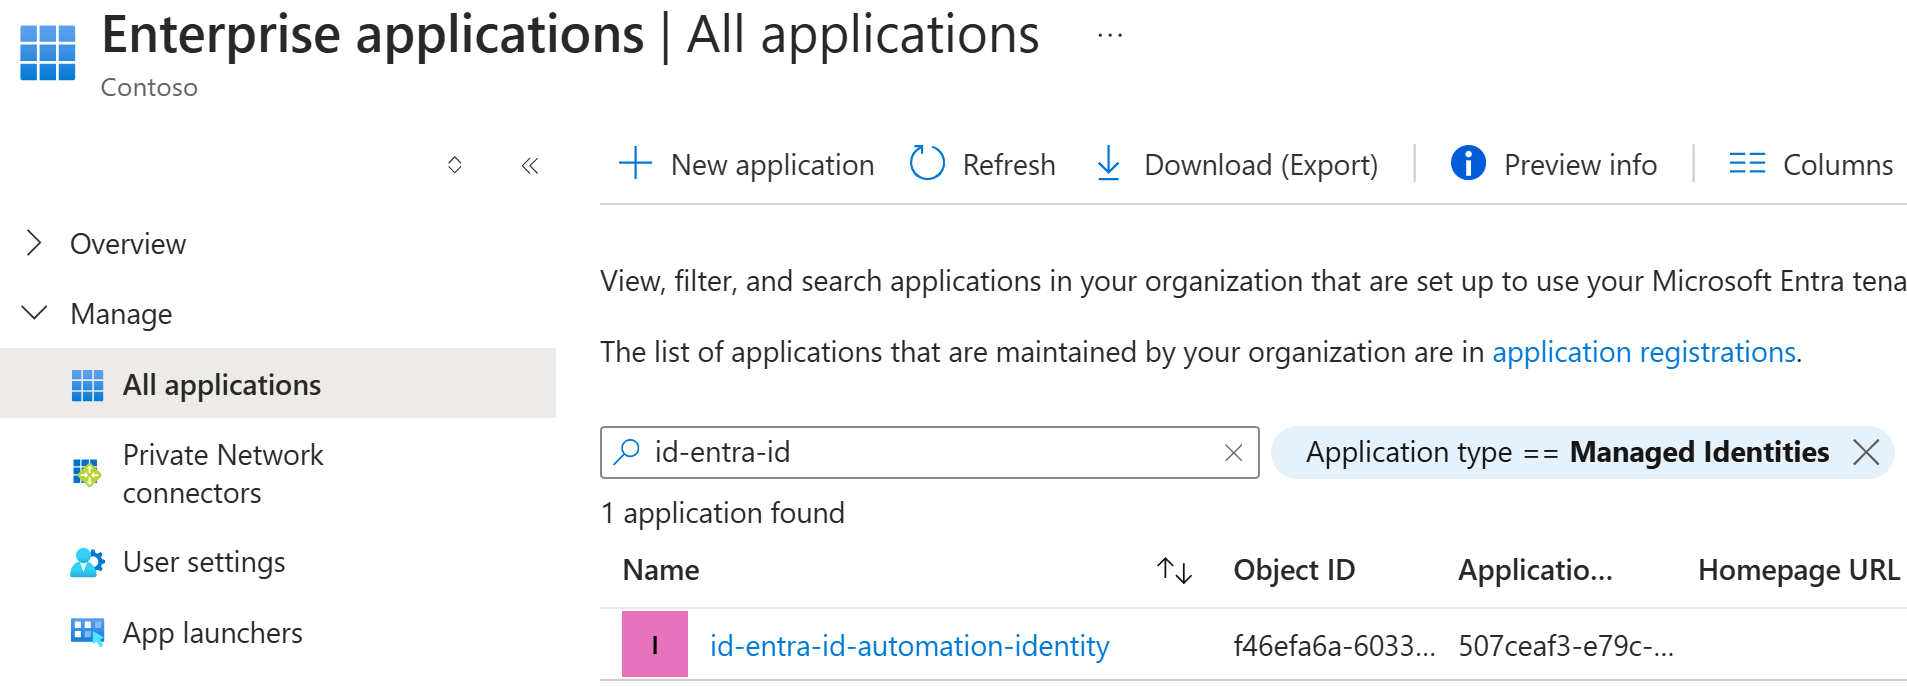 Enterprise applications | All applications ...
Contoso
New application Refresh Download (Export) Preview info Columns
Overview
Manage
All applications
Private Network
connectors
User settings
App launchers
View, filter, and search applications in your organization that are set up to use your Microsoft Entra tena
The list of applications that are maintained by your organization are in application registrations.
id-entra-id
Application type == Managed Identities
1 application found
Name Object ID Applicatio... Homepage URL
I id-entra-id-automation-identity f46efa6a-6033... 507ceaf3-e79c-...